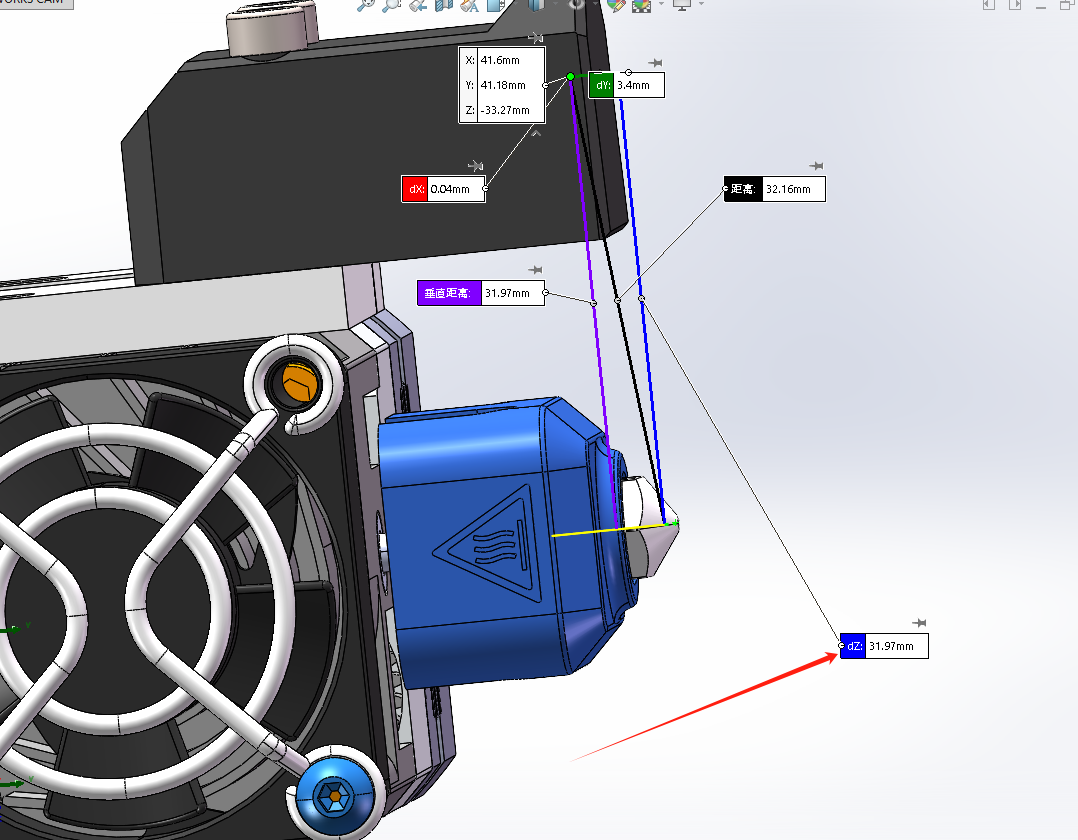 WORKS CAM
X: 41.6mm
Y: 41.18mm
Z: -33.27mm
dY: 3.4mm
dX: 0.04mm
距离: 32.16mm
垂直距离: 31.97mm
dZ: 31.97mm
Y
Y